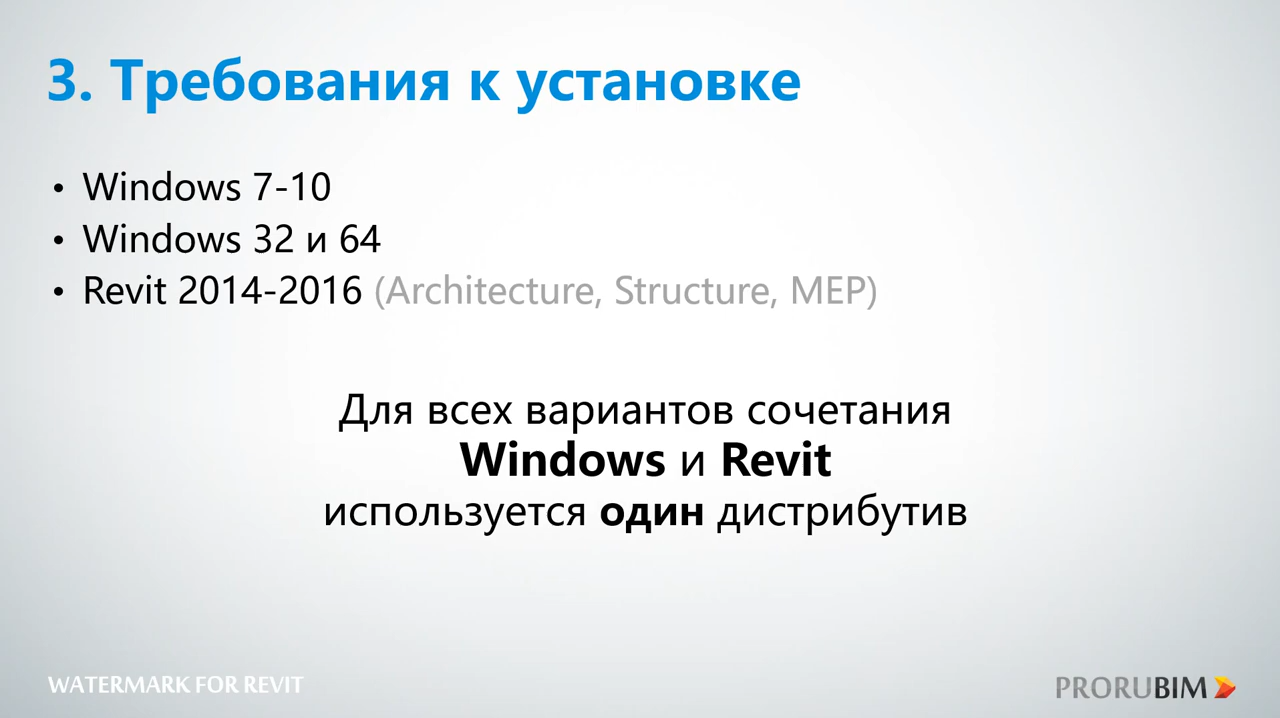 3. Требования к установке
• Windows 7-10
• Windows 32 и 64
• Revit 2014-2016 (Architecture, Structure, MEP)
Для всех вариантов сочетания
Windows и Revit
используется один дистрибутив
WATERMARK FOR REVIT
PRORUBIM